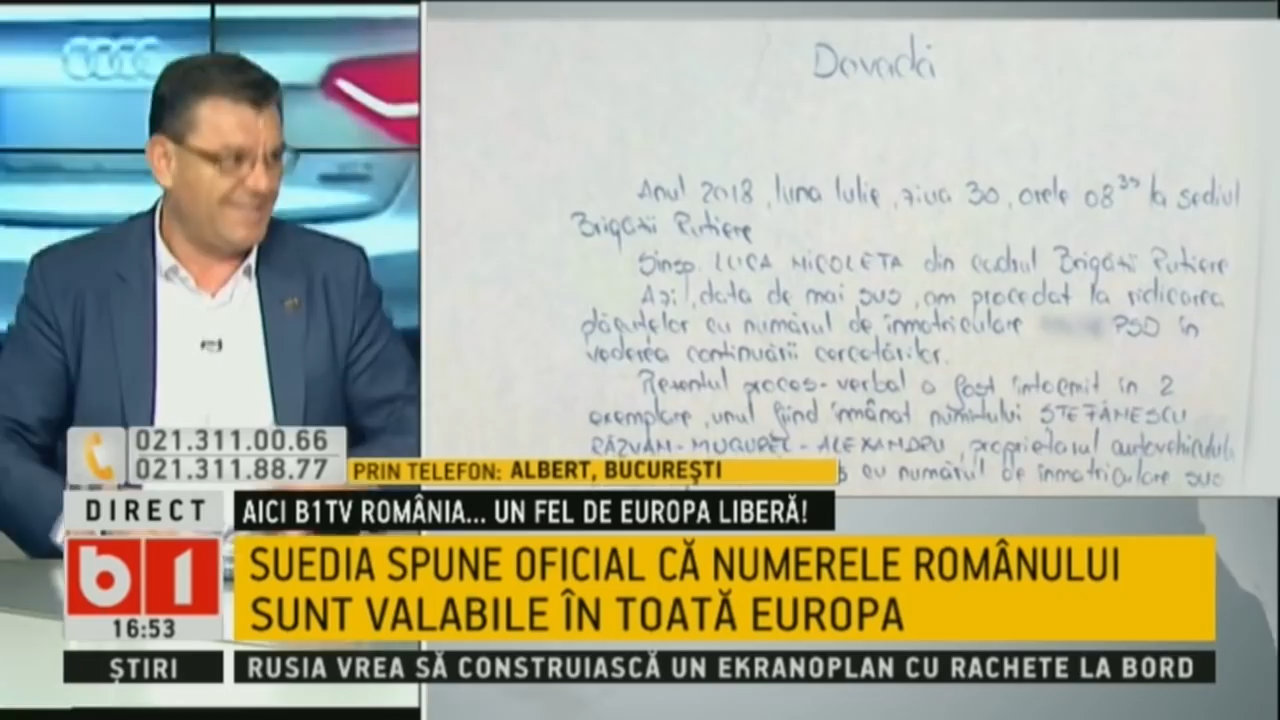 Dovadă
Anul 2018, luna Iulie, ziua 30, orele 08 35 la sediul
Brigăzii Rutiere
Sinsp. LUCA NICOLETA din cadrul Brigăzii Rutiere
Azi, data de mai sus, am procedat la ridicarea
plăcuțelor cu numărul de înmatriculare PSD în
vederea continuării cercetărilor.
Prezentul proces-verbal a fost întocmit în 2
exemplare, unul fiind înmânat numitului ȘTEFĂNESCU
RĂZVAN-MUGUREL-ALEXANDRU, proprietarul autovehiculului
cu numărul de înmatriculare sus
021.311.00.66
021.311.88.77
PRIN TELEFON: ALBERT, BUCUREŞTI
DIRECT
AICI B1TV ROMÂNIA... UN FEL DE EUROPA LIBERĂ!
b1
SUEDIA SPUNE OFICIAL CĂ NUMERELE ROMÂNULUI
SUNT VALABILE ÎN TOATĂ EUROPA
16:53
ŞTIRI
RUSIA VREA SĂ CONSTRUIASCĂ UN EKRANOPLAN CU RACHETE LA BORD